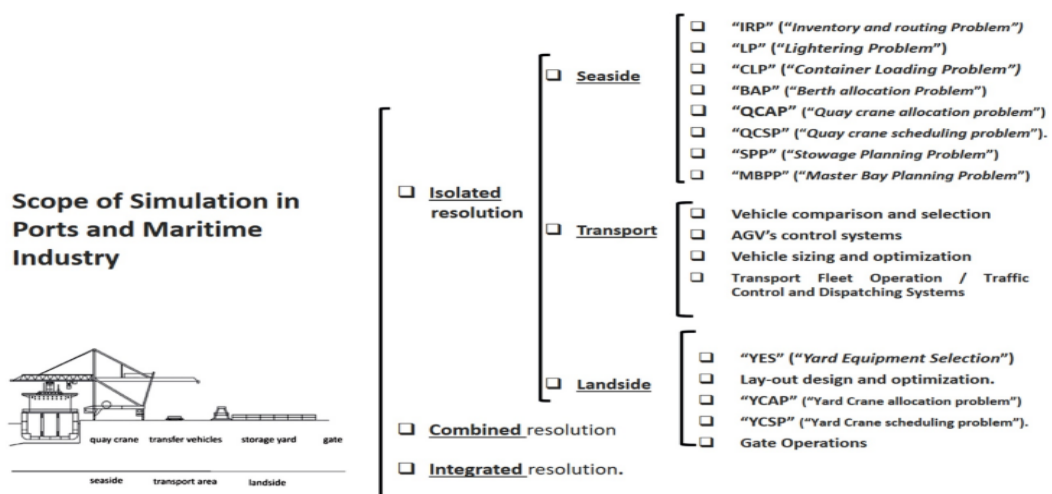 Scope of Simulation in
Ports and Maritime
Industry
quay crane transfer vehicles storage yard gate
seaside transport area landside
Isolated
resolution
Combined resolution
Integrated resolution.
Seaside
Transport
Landside
“IRP” (“Inventory and routing Problem”)
“LP” (“Lightering Problem”)
“CLP” (“Container Loading Problem”)
“BAP” (“Berth allocation Problem”)
“QCAP” (“Quay crane allocation problem”)
“QCSP” (“Quay crane scheduling problem”).
“SPP” (“Stowage Planning Problem”)
“MBPP” (“Master Bay Planning Problem”)
Vehicle comparison and selection
AGV’s control systems
Vehicle sizing and optimization
Transport Fleet Operation / Traffic
Control and Dispatching Systems
“YES” (“Yard Equipment Selection”)
Lay-out design and optimization.
“YCAP” (“Yard Crane allocation problem”)
“YCSP” (“Yard Crane scheduling problem”).
Gate Operations